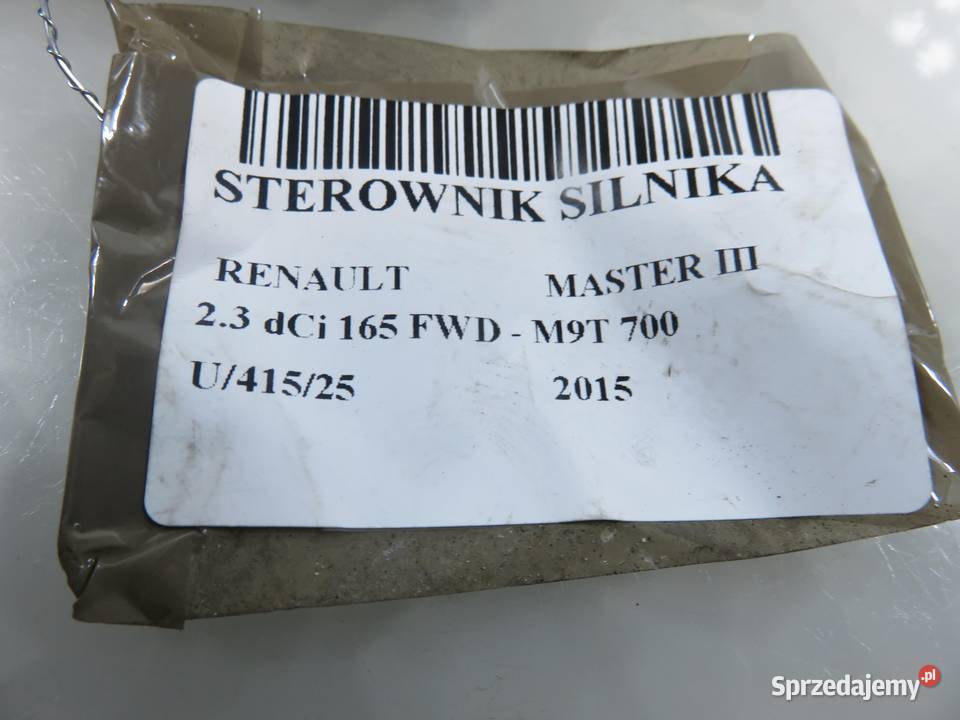 STEROWNIK SILNIKA
RENAULT MASTER III
2.3 dCi 165 FWD - M9T 700
U/415/25 2015
Sprzedajemy.pl